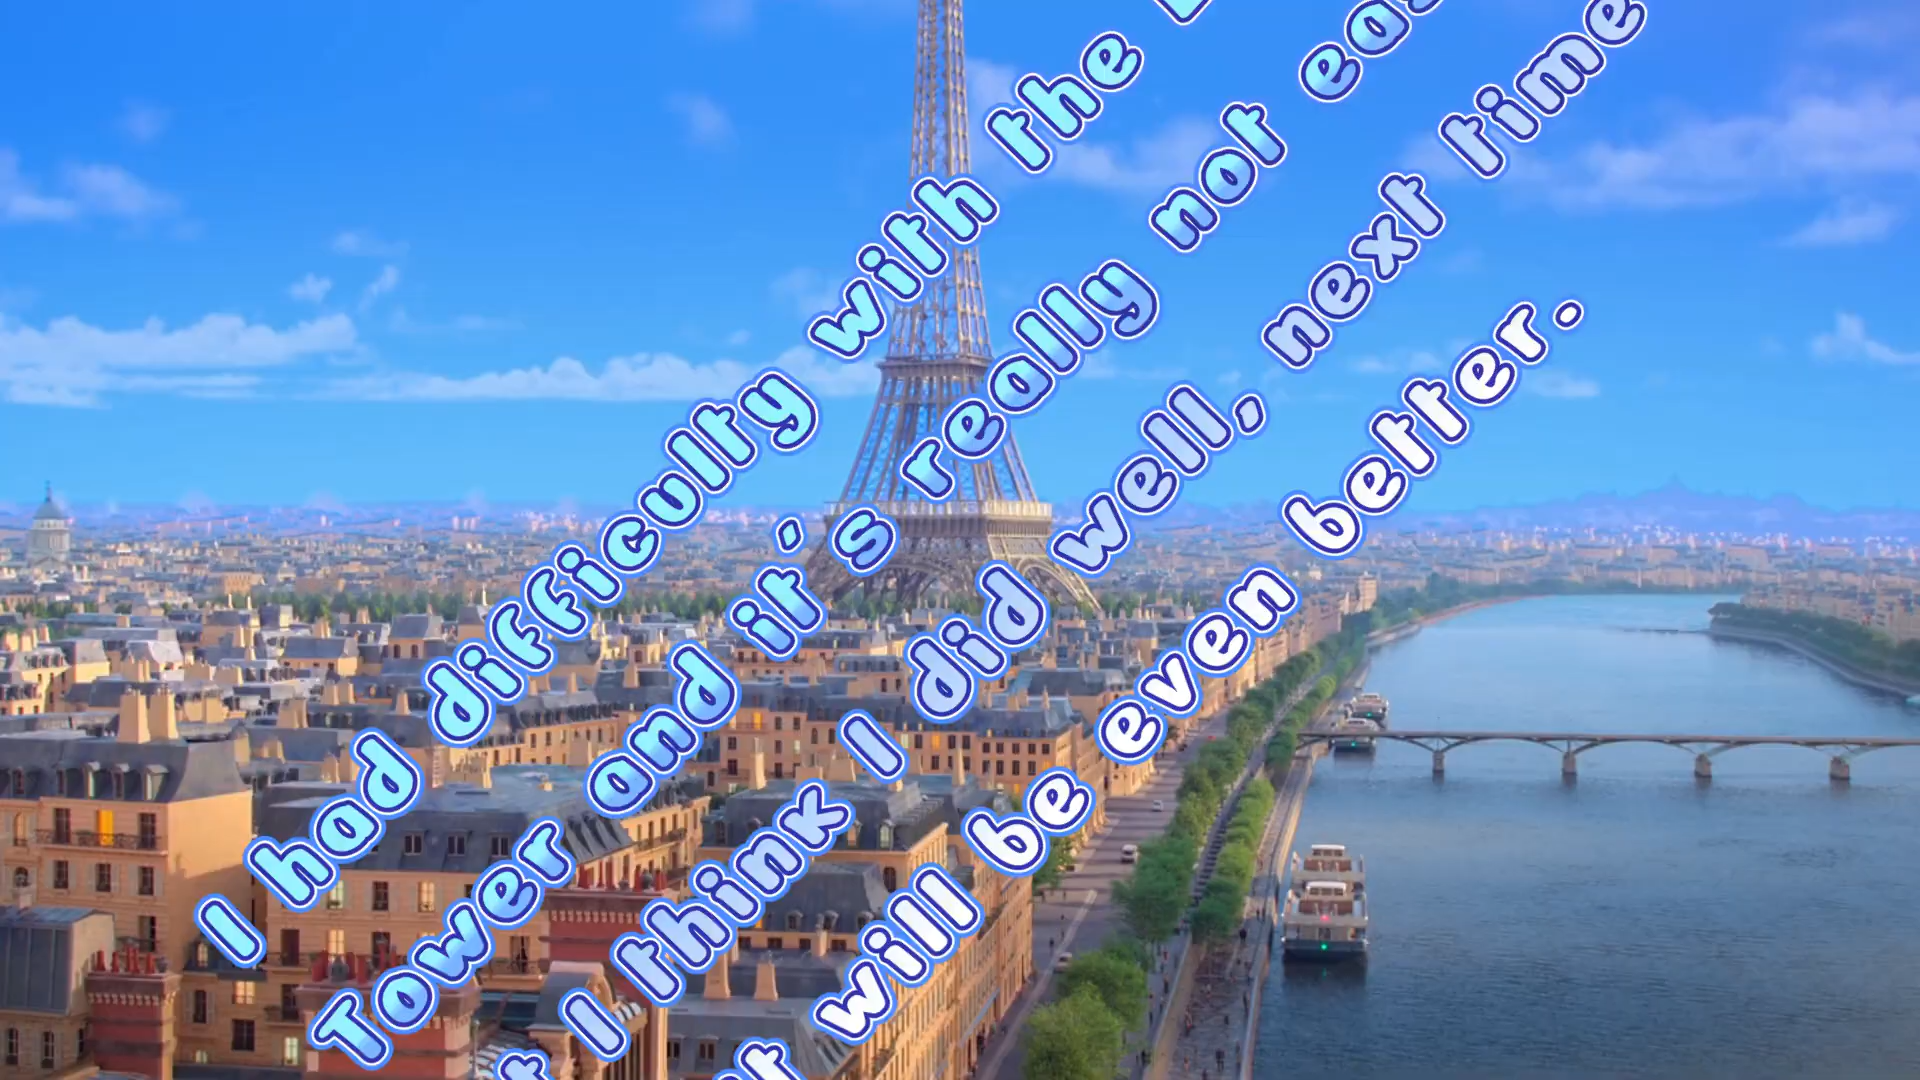 I had difficulty with the
Tower and it's really not
I think I did well, next time
will be even better.